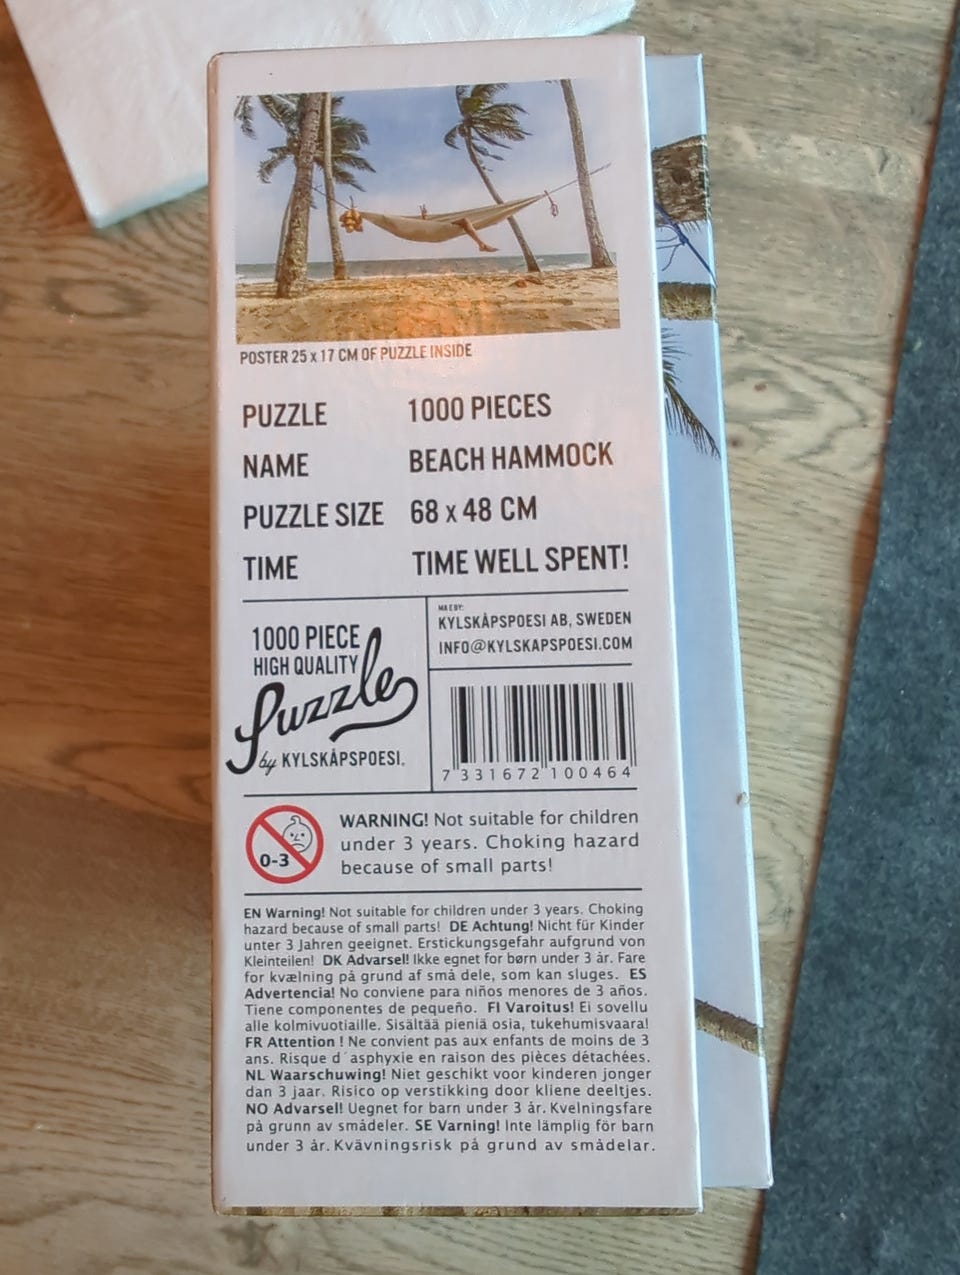 POSTER 25 x 17 CM OF PUZZLE INSIDE
PUZZLE 1000 PIECES
NAME BEACH HAMMOCK
PUZZLE SIZE 68 x 48 CM
TIME TIME WELL SPENT!
1000 PIECE
HIGH QUALITY
Puzzle
by KYLSKÅPSPOESI.
MAEBY:
KYLSKÅPSPOESI AB, SWEDEN
INFO@KYLSKAPSPOESI.COM
7 331672 100464
0-3
WARNING! Not suitable for children
under 3 years. Choking hazard
because of small parts!
EN Warning! Not suitable for children under 3 years. Choking
hazard because of small parts! DE Achtung! Nicht für Kinder
unter 3 Jahren geeignet. Erstickungsgefahr aufgrund von
Kleinteilen! DK Advarsel! Ikke egnet for børn under 3 år. Fare
for kvælning på grund af små dele, som kan sluges. ES
Advertencia! No conviene para niños menores de 3 años.
Tiene componentes de pequeño. FI Varoitus! Ei sovellu
alle kolmivuotiaille. Sisältää pieniä osia, tukehumisvaara!
FR Attention ! Ne convient pas aux enfants de moins de 3
ans. Risque d´asphyxie en raison des pièces détachées.
NL Waarschuwing! Niet geschikt voor kinderen jonger
dan 3 jaar. Risico op verstikking door kliene deeltjes.
NO Advarsel! Uegnet for barn under 3 år. Kvelningsfare
på grunn av smådeler. SE Varning! Inte lämplig för barn
under 3 år. Kvävningsrisk på grund av smådelar.